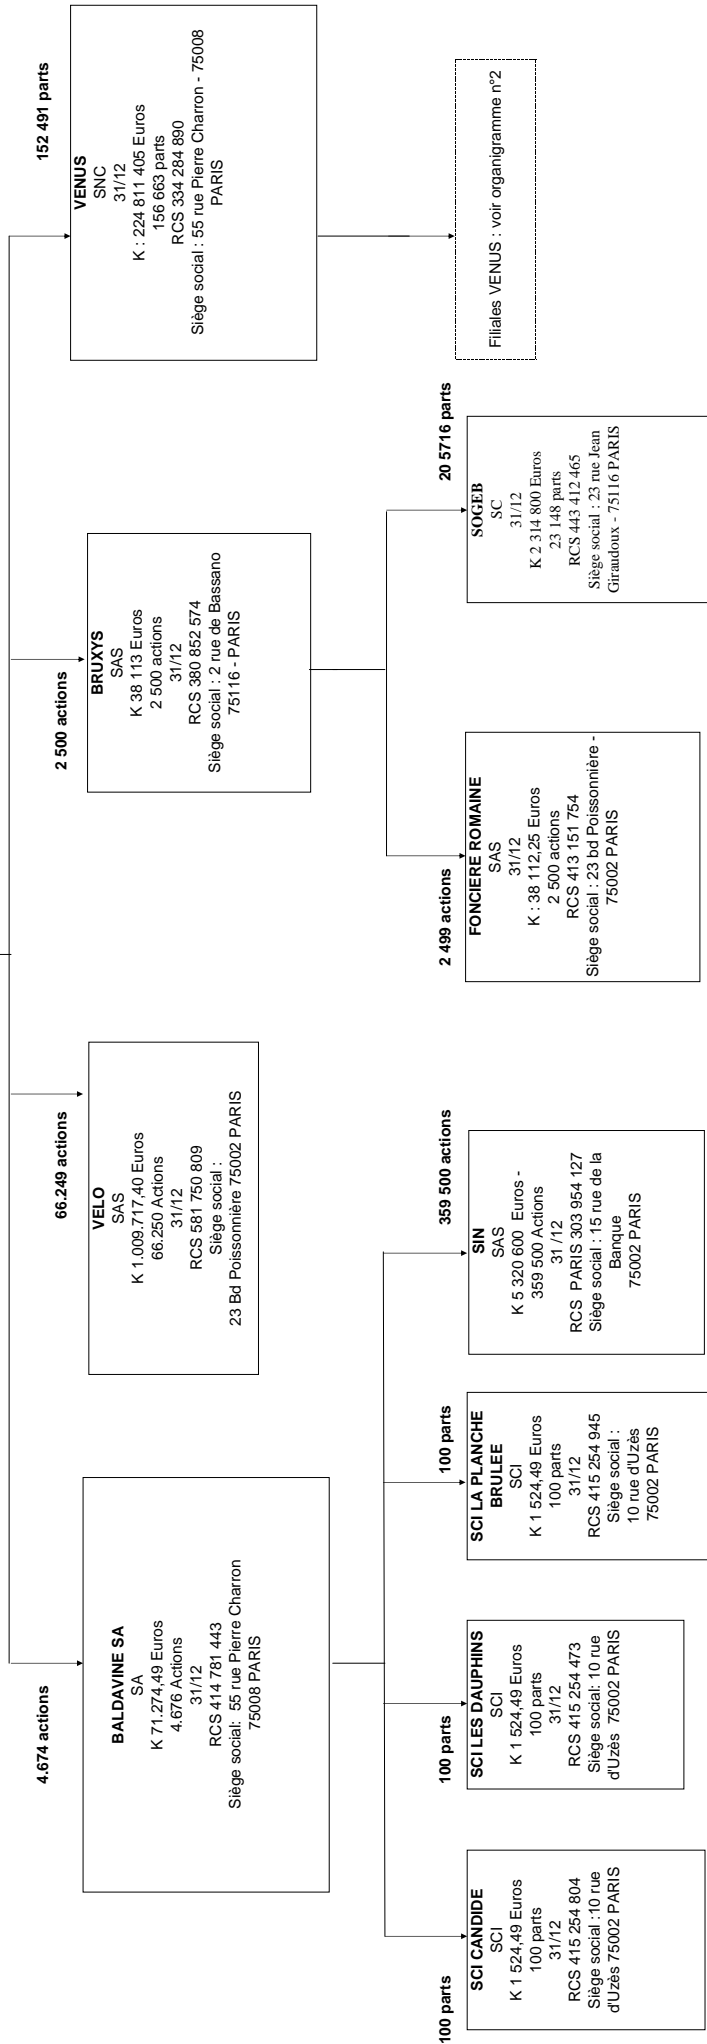 4.674 actions
BALDAVINE SA
SA
K 71.274,49 Euros
4.676 Actions
31/12
RCS 414 781 443
Siège social: 55 rue Pierre Charron
75008 PARIS
66.249 actions
VELO
SAS
K 1.009.717,40 Euros
66.250 Actions
31/12
RCS 581 750 809
Siège social :
23 Bd Poissonnière 75002 PARIS
2 500 actions
BRUXYS
SAS
K 38 113 Euros
2 500 actions
31/12
RCS 380 852 574
Siège social : 2 rue de Bassano
75116 - PARIS
152 491 parts
VENUS
SNC
31/12
K : 224 811 405 Euros
156 663 parts
RCS 334 284 890
Siège social : 55 rue Pierre Charron - 75008
PARIS
100 parts
SCI CANDIDE
SCI
K 1 524,49 Euros
100 parts
31/12
RCS 415 254 804
Siège social :10 rue
d'Uzès 75002 PARIS
100 parts
SCI LES DAUPHINS
SCI
K 1 524,49 Euros
100 parts
31/12
RCS 415 254 473
Siège social: 10 rue
d'Uzès 75002 PARIS
100 parts
SCI LA PLANCHE
BRULEE
SCI
K 1 524,49 Euros
100 parts
31/12
RCS 415 254 945
Siège social :
10 rue d'Uzès
75002 PARIS
359 500 actions
SIN
SAS
K 5 320 600 Euros -
359 500 Actions
31 /12
RCS PARIS 303 954 127
Siège social : 15 rue de la
Banque
75002 PARIS
2 499 actions
FONCIERE ROMAINE
SAS
31/12
K : 38 112,25 Euros
2 500 actions
RCS 413 151 754
Siège social : 23 bd Poissonnière -
75002 PARIS
20 5716 parts
SOGEB
SC
31/12
K 2 314 800 Euros
23 148 parts
RCS 443 412 465
Siège social : 23 rue Jean
Giraudoux - 75116 PARIS
Filiales VENUS : voir organigramme n°2